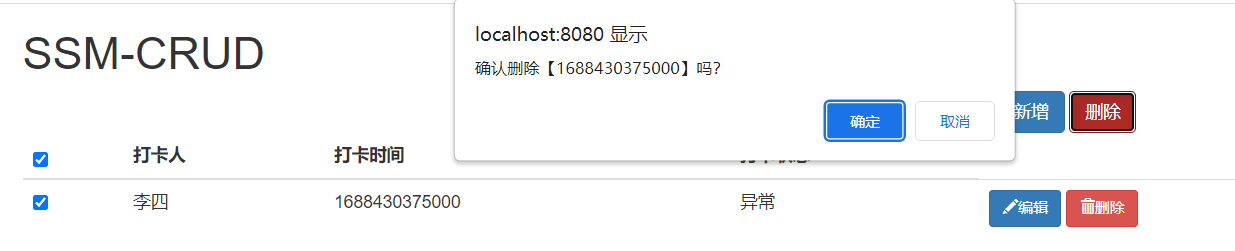 localhost:8080 显示
确认删除【1688430375000】吗?
确定 取消
SSM-CRUD
新增 删除
打卡人 打卡时间
李四 1688430375000 异常 编辑 删除